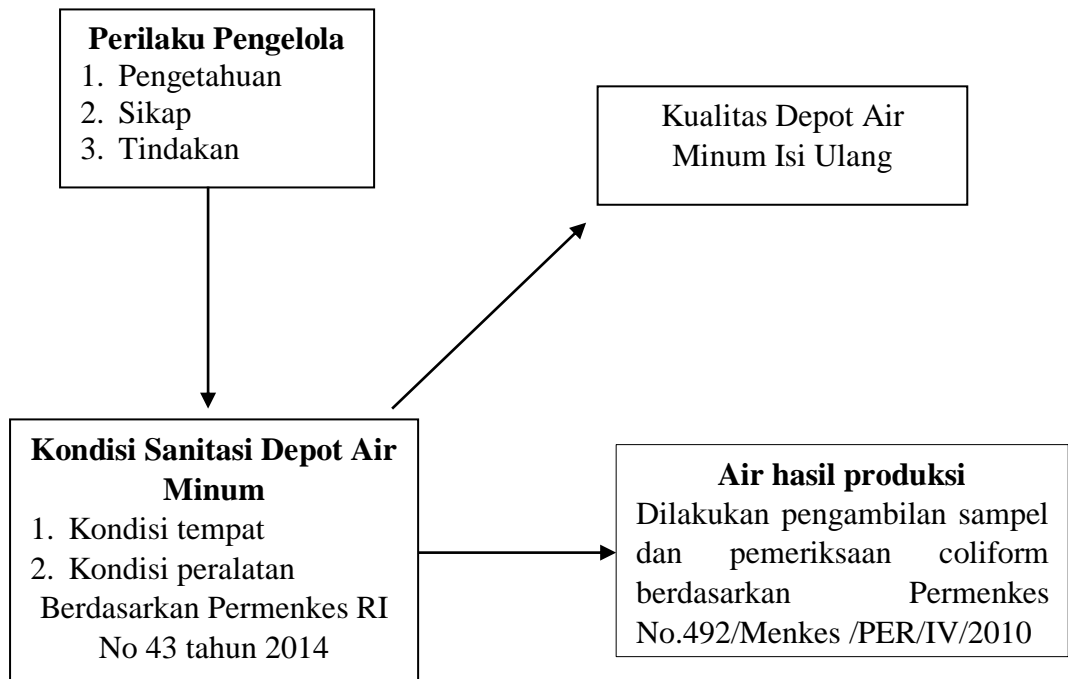 Perilaku Pengelola
1. Pengetahuan
2. Sikap
3. Tindakan
Kualitas Depot Air
Minum Isi Ulang
Kondisi Sanitasi Depot Air
Minum
1. Kondisi tempat
2. Kondisi peralatan
Berdasarkan Permenkes RI
No 43 tahun 2014
Air hasil produksi
Dilakukan pengambilan sampel
dan pemeriksaan coliform
berdasarkan Permenkes
No.492/Menkes /PER/IV/2010